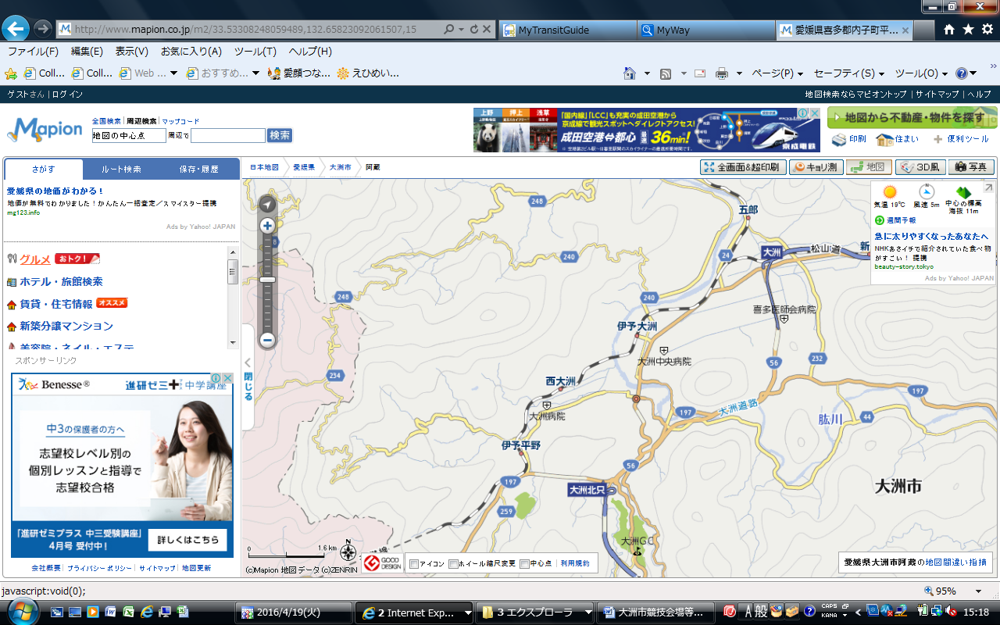 http://www.mapion.co.jp/m2/33.53308248059489,132.65823092061507,15
MyTransitGuide
MyWay
愛媛県喜多郡内子町平...
ファイル(F) 編集(E) 表示(V) お気に入り(A) ツール(T) ヘルプ(H)
Coll... Coll... Web ... おすすめ... 愛顔つな... えひめい...
ページ(P) セーフティ(S) ツール(O)
ゲストさん | ログイン
地図検索ならマピオントップ | サイトマップ | ヘルプ
Mapion
全国検索 | 周辺検索 | マップコード
地図の中心点 周辺で 検索
上野 押上 浅草
「国内線」「LCC」も充実の成田空港から
京成線で観光スポットへダイレクトアクセス!
成田空港⇔都心 最速 36min!
京成電鉄
地図から不動産・物件を探す
印刷 住まい 便利ツール
さがす ルート検索 保存・履歴
日本地図 愛媛県 大洲市 阿蔵
全画面&超印刷 キョリ測 地図 3D風 写真
愛媛県の地価がわかる!
地価が無料でわかりました!かんたん一括査定/スマイスター提携
mg123.info
Ads by Yahoo! JAPAN
グルメ おトク!
ホテル・旅館検索
賃貸・住宅情報 オススメ
新築分譲マンション
美容院・ネイル・エステ
スポンサーリンク
Benesse® 進研ゼミ+ 中学講座
中3の保護者の方へ
志望校レベル別の
個別レッスンと指導で
志望校合格
「進研ゼミプラス 中三受験講座」
4月号 受付中!
詳しくはこちら
会社概要 | プライバシーポリシー | サイトマップ | 地図更新
閉じる
気温 19℃ 風速 5m 中心の標高
海抜 11m
週間予報
急に太りやすくなったあなたへ
NHKあさイチで紹介されていた食べ物
がすごい! 提携
beauty-story.tokyo
Ads by Yahoo! JAPAN
248
五郎
240
24
大洲
松山道
新
248
240
喜多医師会病院
伊予大洲
大洲中央病院
56
232
234
西大洲
197
大洲病院
197
大洲道路
肱川
44
伊予平野
56
197
大洲北只
大洲市
259
大洲GC
0 1.6 km
N
GOOD DESIGN
アイコン ホイール縮尺変更 中心点 | 利用規約
(c)Mapion 地図データ (c)ZENRIN
愛媛県大洲市阿蔵の地図間違い指摘
javascript:void(0);
95%
2016/4/19(火)
2 Internet Exp...
3 エクスプローラ
大洲市競技会場等...
A 般
CAPS
KANA
15:18